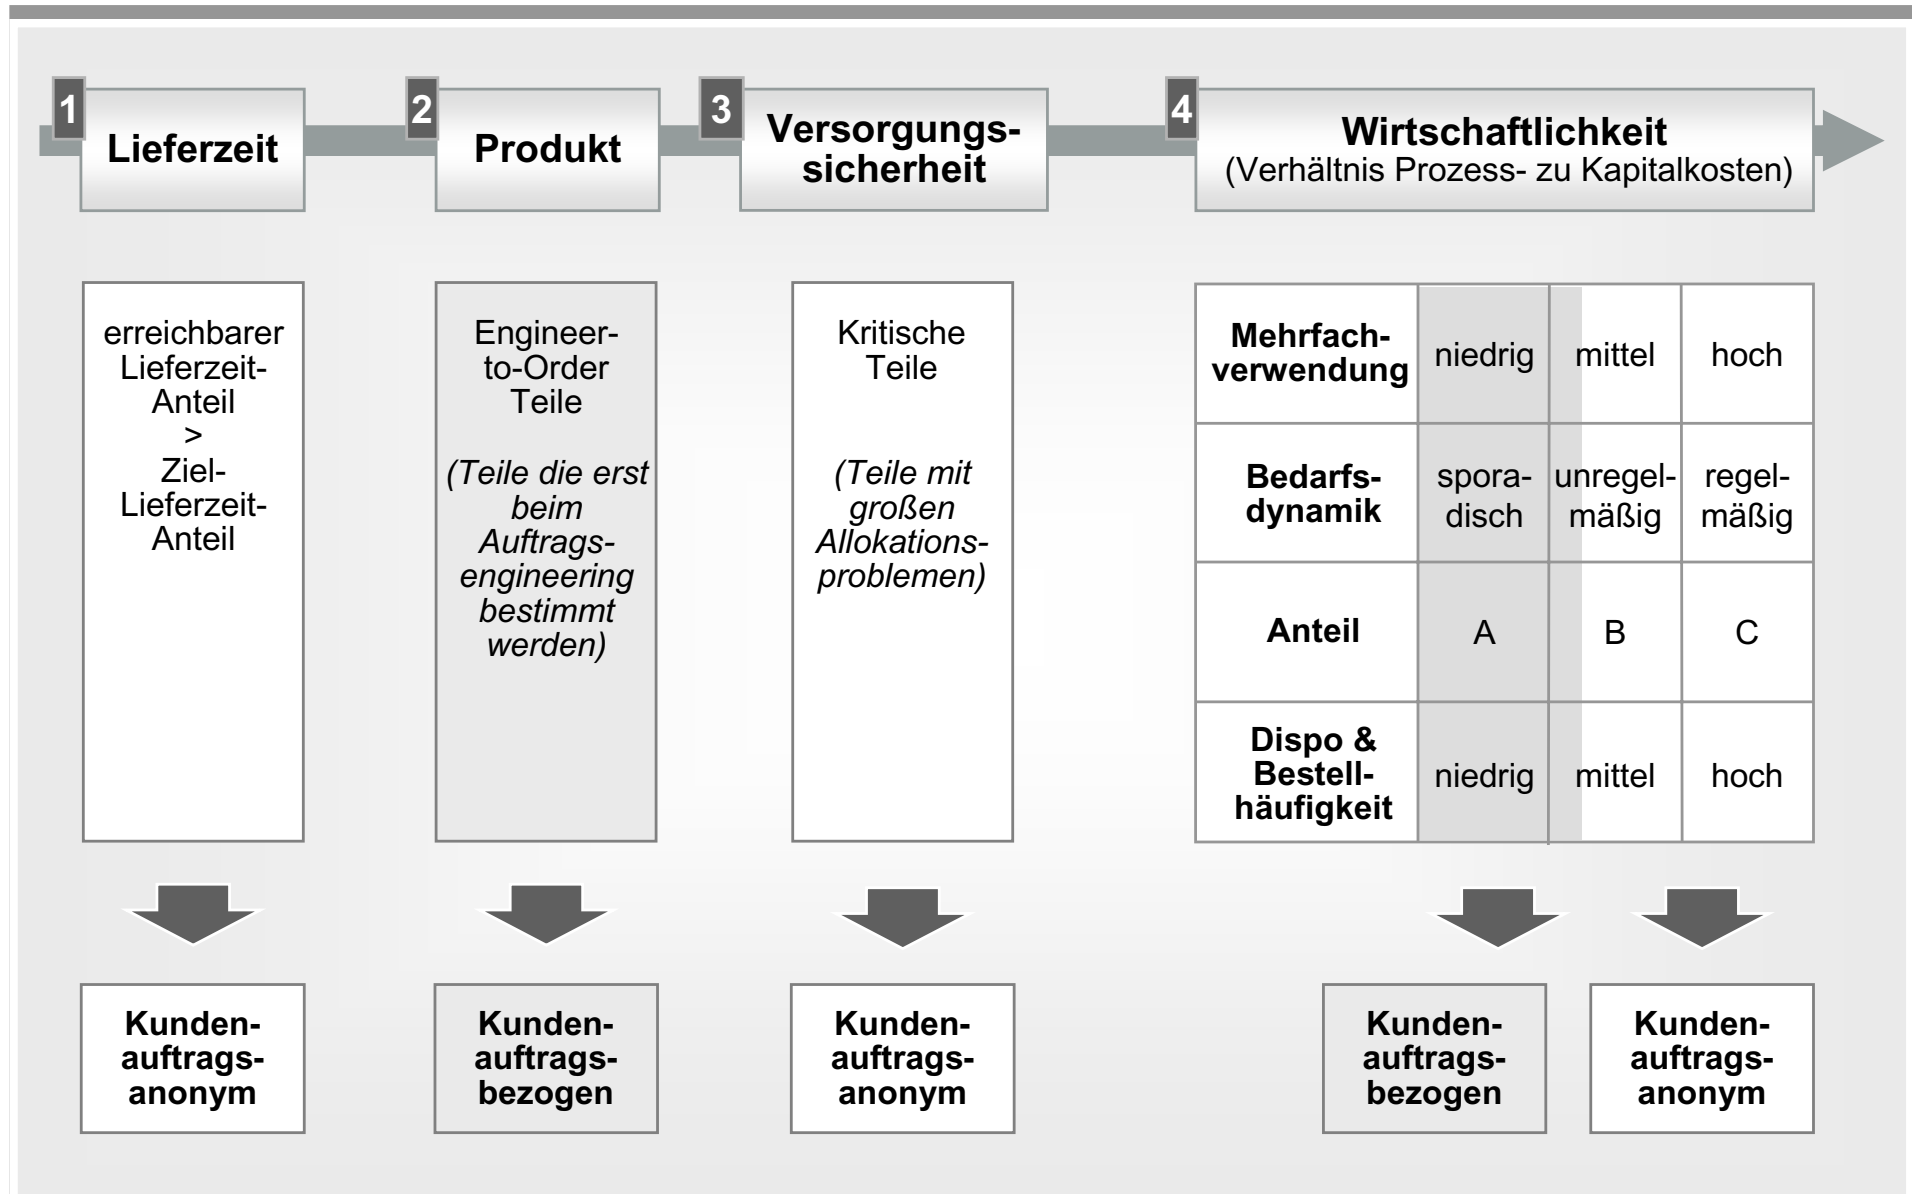 1
Lieferzeit
2
Produkt
3
Versorgungs-
sicherheit
4
Wirtschaftlichkeit
(Verhältnis Prozess- zu Kapitalkosten)
erreichbarer
Lieferzeit-
Anteil
>
Ziel-
Lieferzeit-
Anteil
Engineer-
to-Order
Teile
(Teile die erst
beim
Auftrags-
engineering
bestimmt
werden)
Kritische
Teile
(Teile mit
großen
Allokations-
problemen)
Mehrfach-
verwendung
niedrig
mittel
hoch
Bedarfs-
dynamik
spora-
disch
unregel-
mäßig
regel-
mäßig
Anteil
A
B
C
Dispo &
Bestell-
häufigkeit
niedrig
mittel
hoch
Kunden-
auftrags-
anonym
Kunden-
auftrags-
bezogen
Kunden-
auftrags-
anonym
Kunden-
auftrags-
bezogen
Kunden-
auftrags-
anonym